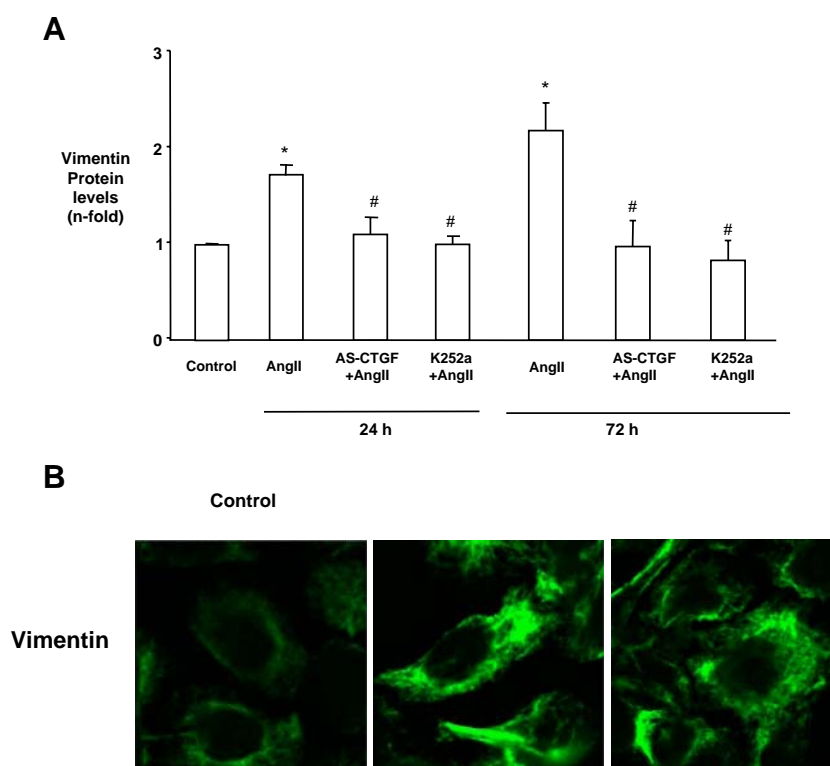 A
3
2
1
0
Vimentin
Protein
levels
(n-fold)
*
#
#
*
#
#
Control
AngII
AS-CTGF
+AngII
K252a
+AngII
AngII
AS-CTGF
+AngII
K252a
+AngII
24 h
72 h
B
Control
Vimentin